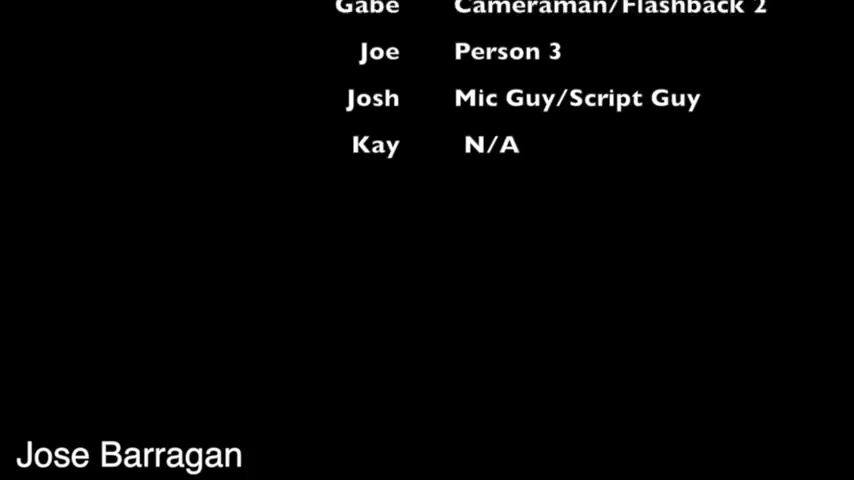 Gabe Cameraman/Flashback 2
Joe Person 3
Josh Mic Guy/Script Guy
Kay N/A
Jose Barragan